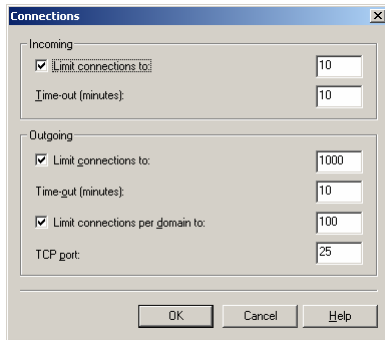 Connections
Incoming
Limit connections to: 10
Time-out (minutes): 10
Outgoing
Limit connections to: 1000
Time-out (minutes): 10
Limit connections per domain to: 100
TCP port: 25
OK Cancel Help